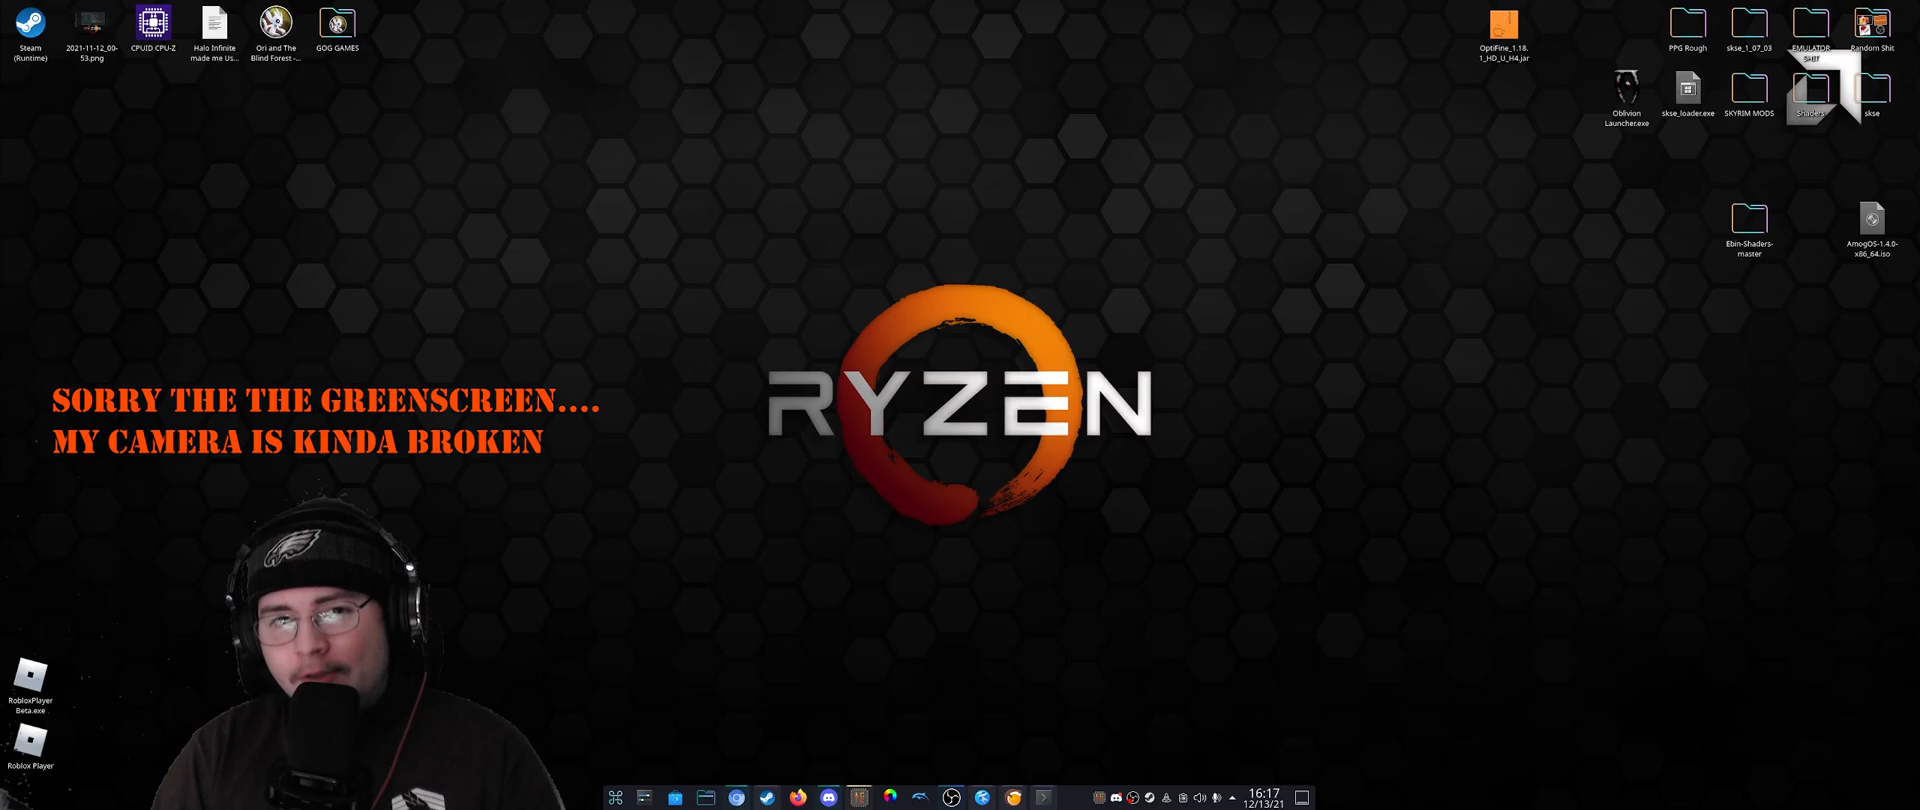 Steam
(Runtime)
2021-11-12_00-
53.png
CPUID CPU-Z
Halo Infinite
made me Us...
Ori and The
Blind Forest -...
GOG GAMES
OptiFine_1.18.
1_HD_U_H4.jar
PPG Rough
skse_1_07_03
EMULATOR
SHIT
Random Shit
Oblivion
Launcher.exe
skse_loader.exe
SKYRIM MODS
Shaders
skse
Ebin-Shaders-
master
AmogOS-1.4.0-
x86_64.iso
RYZEN
SORRY THE THE GREENSCREEN....
MY CAMERA IS KINDA BROKEN
RobloxPlayer
Beta.exe
Roblox Player
16:17
12/13/21